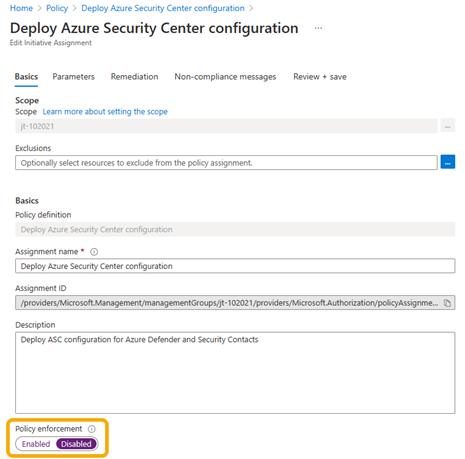 Home > Policy > Deploy Azure Security Center configuration >
Deploy Azure Security Center configuration ...
Edit Initiative Assignment
Basics Parameters Remediation Non-compliance messages Review + save
Scope
Scope Learn more about setting the scope
jt-102021
...
Exclusions
Optionally select resources to exclude from the policy assignment.
...
Basics
Policy definition
Deploy Azure Security Center configuration
Assignment name *
Deploy Azure Security Center configuration
Assignment ID
/providers/Microsoft.Management/managementGroups/jt-102021/providers/Microsoft.Authorization/policyAssignme...
Description
Deploy ASC configuration for Azure Defender and Security Contacts
Policy enforcement
Enabled Disabled